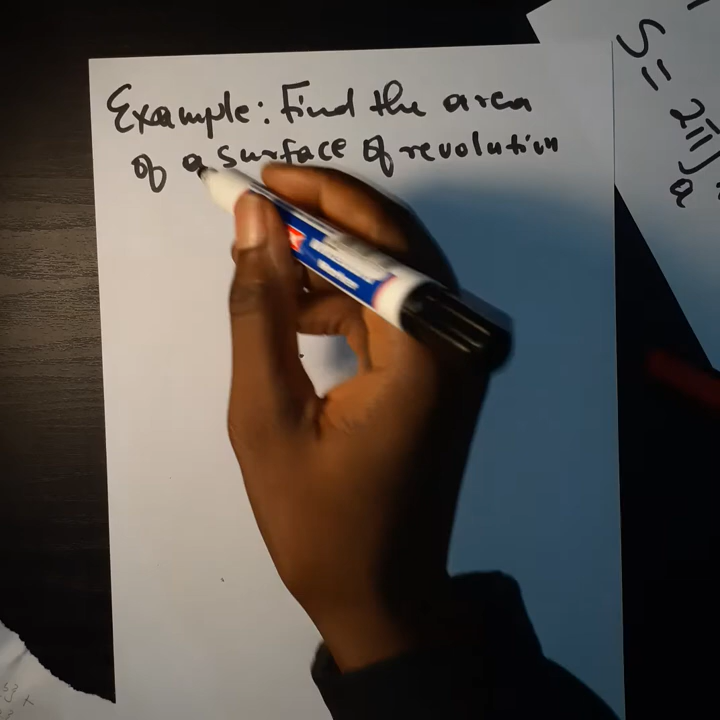 Example: Find the area
of a surface of revolution
S = 2π∫
a